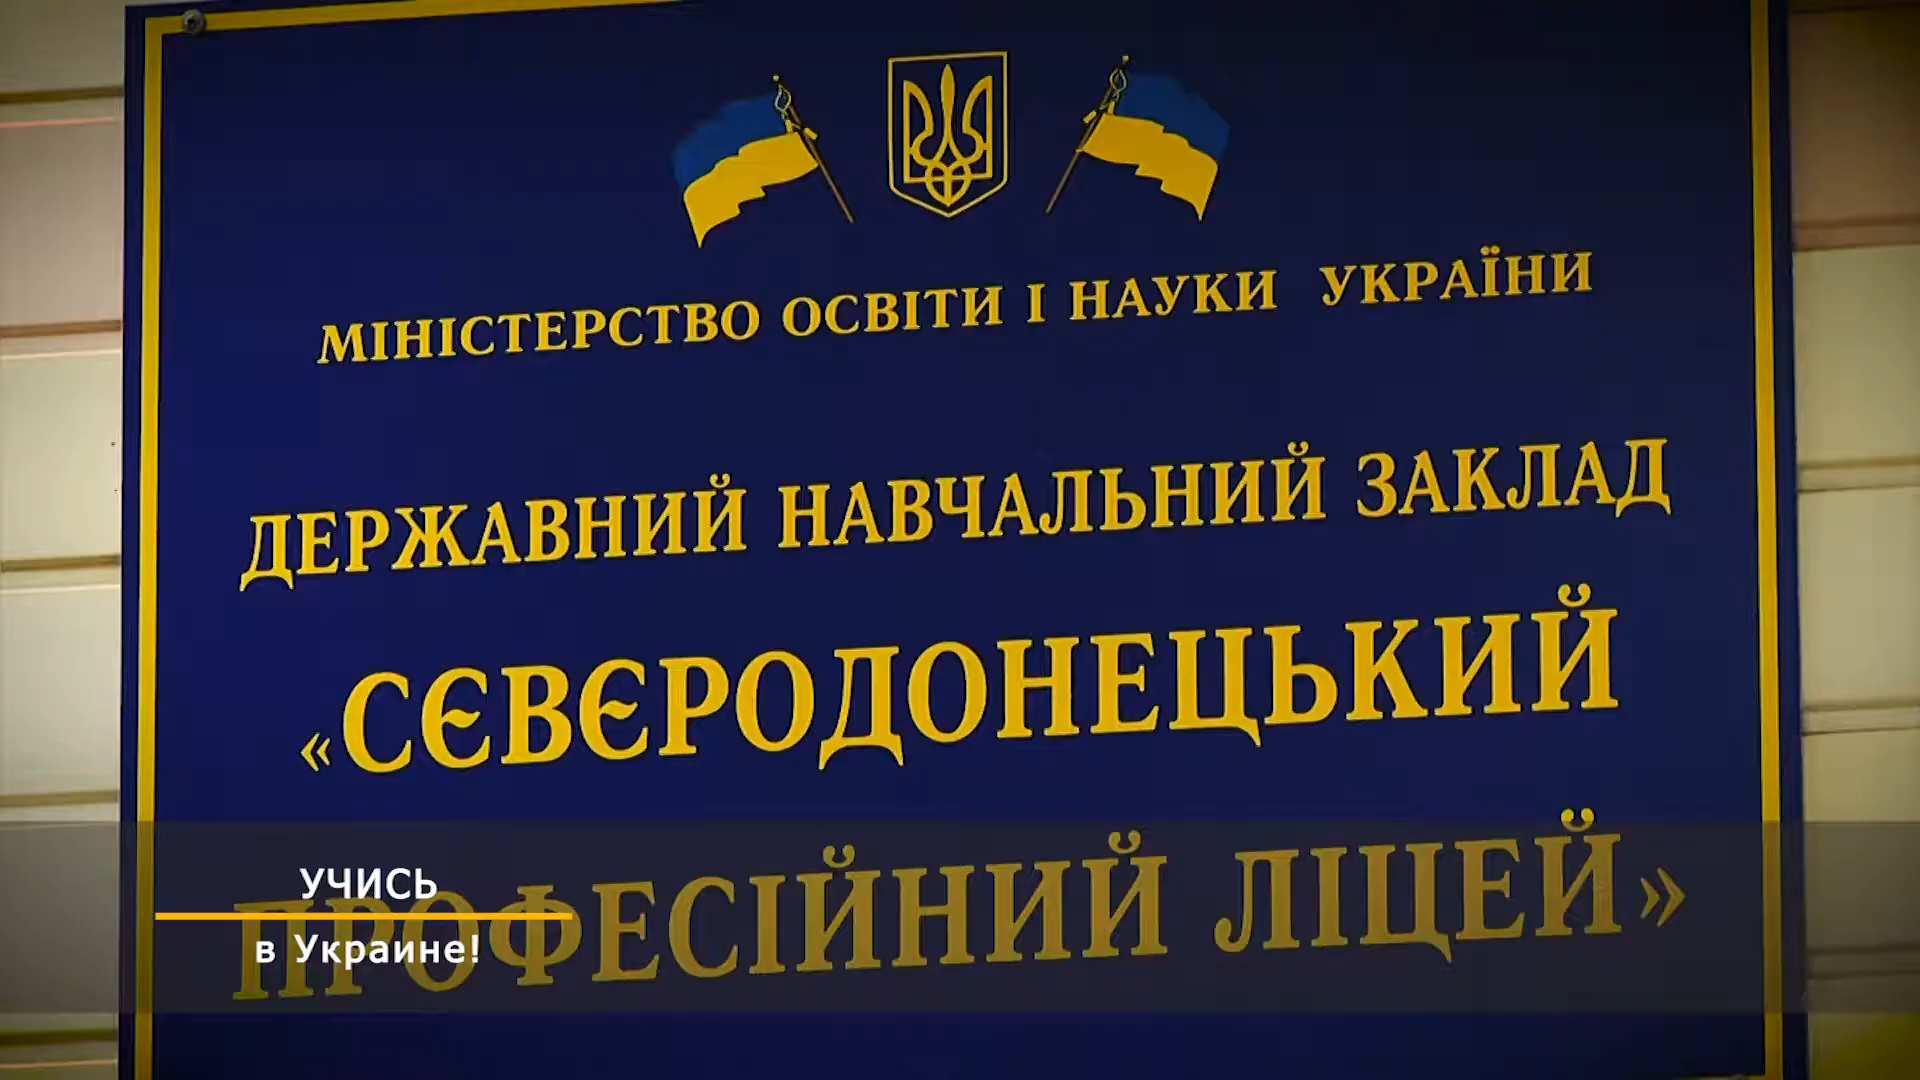 МІНІСТЕРСТВО ОСВІТИ І НАУКИ УКРАЇНИ
ДЕРЖАВНИЙ НАВЧАЛЬНИЙ ЗАКЛАД
«СЄВЄРОДОНЕЦЬКИЙ
ПРОФЕСІЙНИЙ ЛІЦЕЙ»
УЧИСЬ
в Украине!